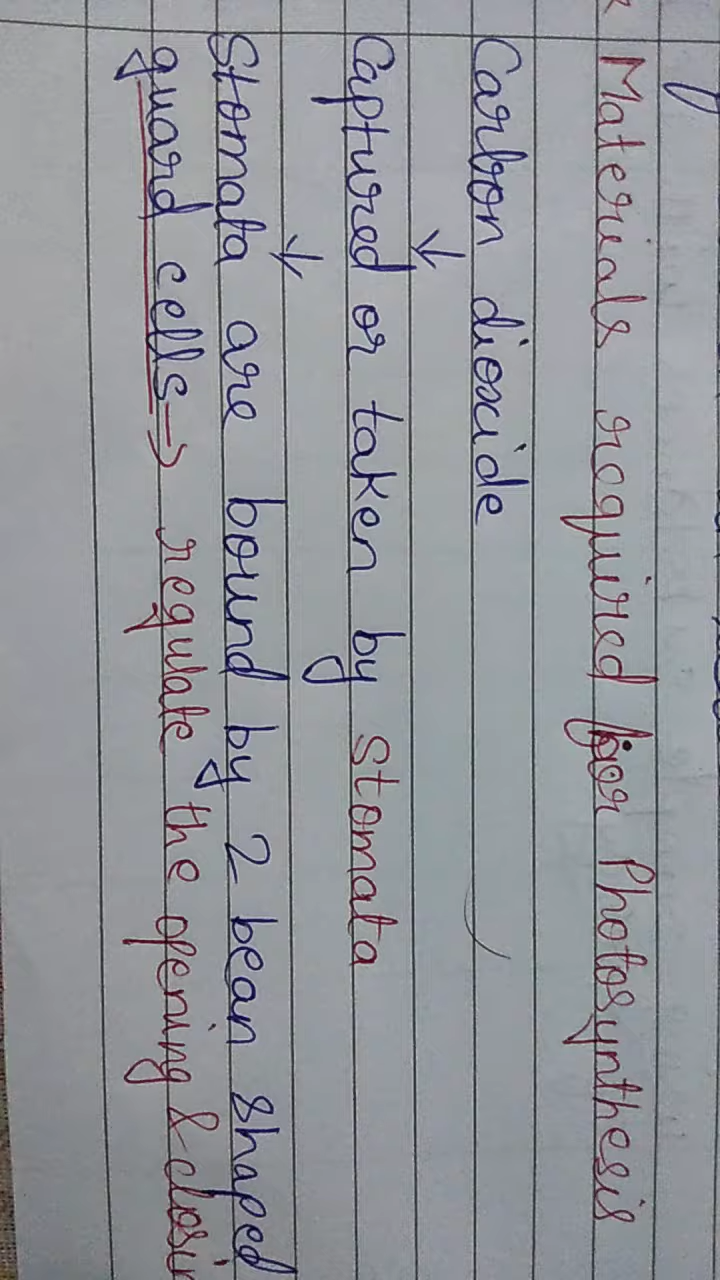 * Materials required for Photosynthesis
Carbon dioxide
↓
Captured or taken by stomata
↓
Stomata are bound by 2 bean shaped
guard cells → regulate the opening & closin